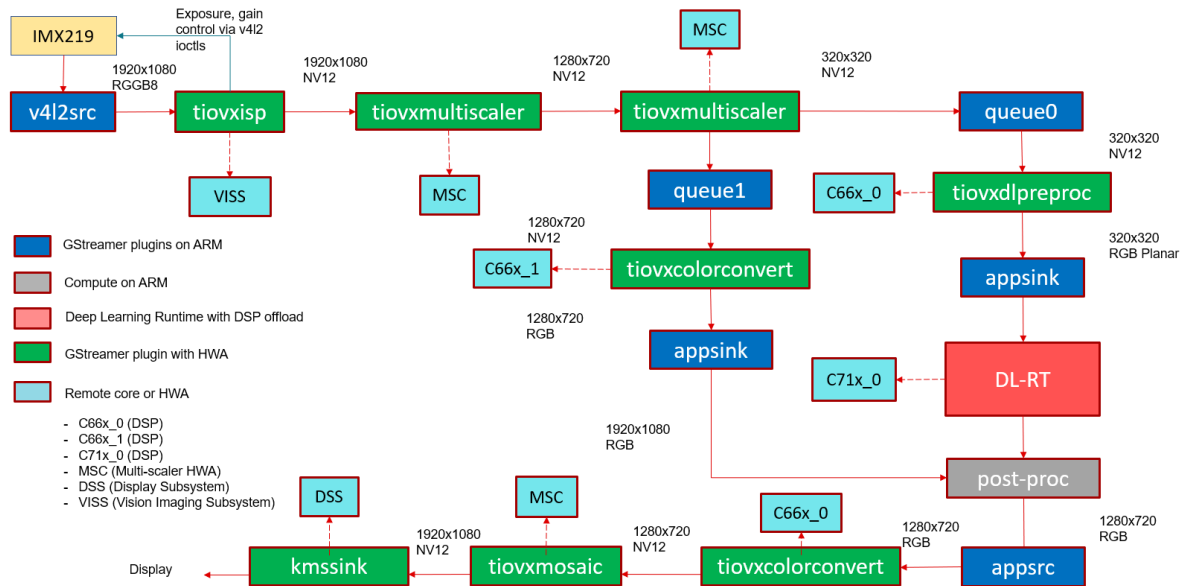 Exposure, gain
control via v4l2
ioctls
IMX219
MSC
1920x1080
RGGB8
1920x1080
NV12
1280x720
NV12
320x320
NV12
v4l2src
tiovxisp
tiovxmultiscaler
tiovxmultiscaler
queue0
320x320
NV12
VISS
MSC
queue1
C66x_0
tiovxdlpreproc
1280x720
NV12
320x320
RGB Planar
GStreamer plugins on ARM
C66x_1
tiovxcolorconvert
appsink
Compute on ARM
Deep Learning Runtime with DSP offload
1280x720
RGB
GStreamer plugin with HWA
appsink
Remote core or HWA
C71x_0
DL-RT
- C66x_0 (DSP)
- C66x_1 (DSP)
- C71x_0 (DSP)
- MSC (Multi-scaler HWA)
- DSS (Display Subsystem)
- VISS (Vision Imaging Subsystem)
1920x1080
RGB
post-proc
DSS
MSC
C66x_0
1920x1080
NV12
1280x720
NV12
1280x720
RGB
1280x720
RGB
Display
kmssink
tiovxmosaic
tiovxcolorconvert
appsrc